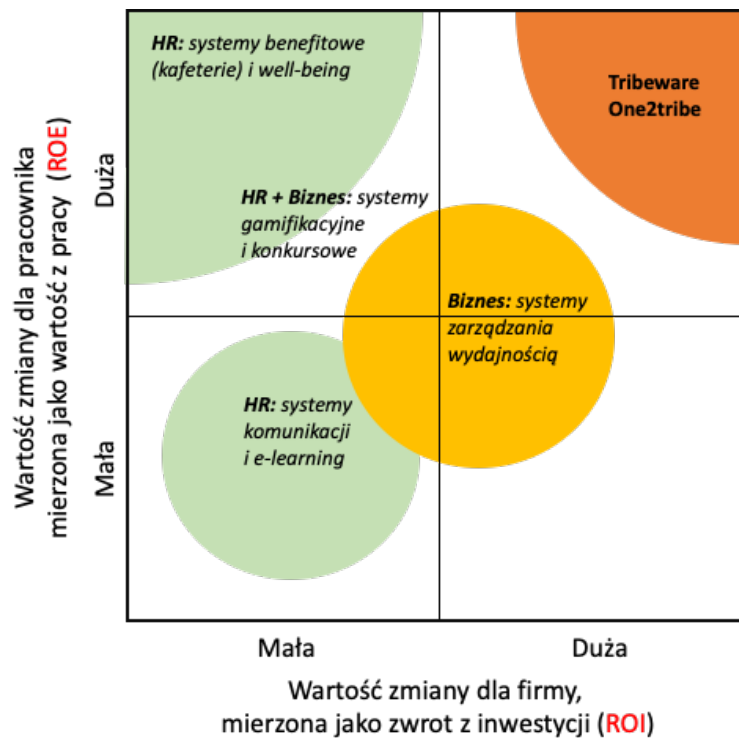 HR: systemy benefitowe
(kafeterie) i well-being
Tribeware
One2tribe
HR + Biznes: systemy
gamifikacyjne
i konkursowe
Biznes: systemy
zarządzania
wydajnością
HR: systemy
komunikacji
i e-learning
Wartość zmiany dla pracownika
mierzona jako wartość z pracy (ROE)
Duża
Mała
Mała
Duża
Wartość zmiany dla firmy,
mierzona jako zwrot z inwestycji (ROI)